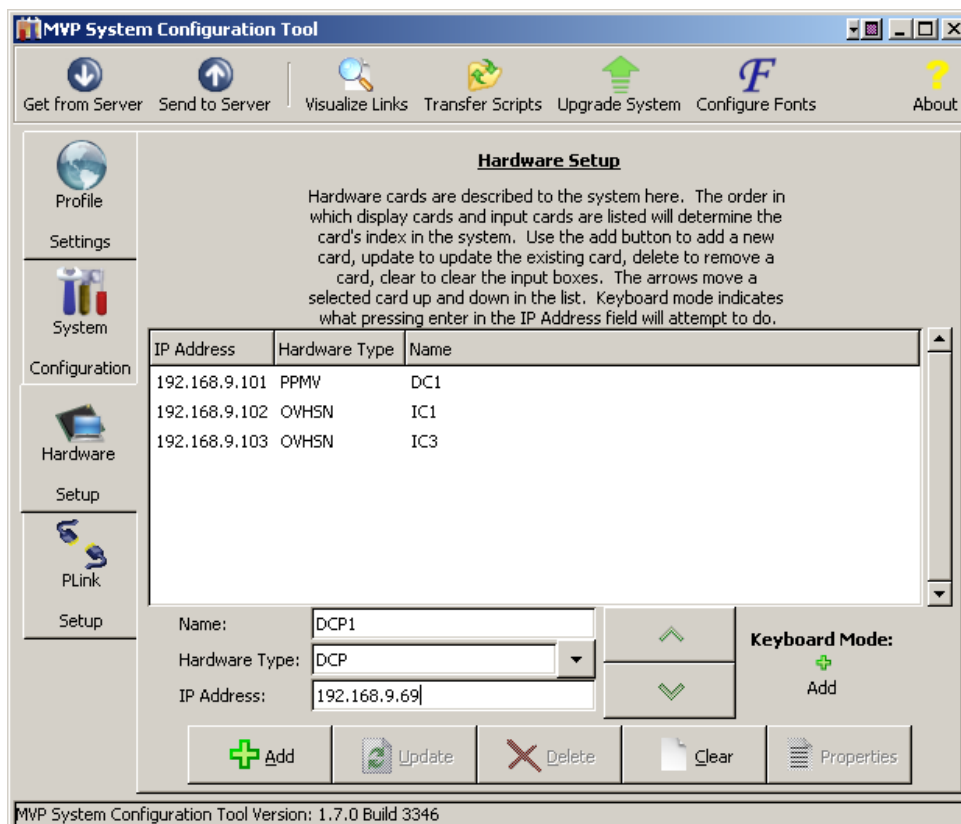 MVP System Configuration Tool
Get from Server Send to Server Visualize Links Transfer Scripts Upgrade System Configure Fonts About
Profile
Settings
System
Configuration
Hardware
Setup
PLink
Setup
Hardware Setup
Hardware cards are described to the system here. The order in
which display cards and input cards are listed will determine the
card's index in the system. Use the add button to add a new
card, update to update the existing card, delete to remove a
card, clear to clear the input boxes. The arrows move a
selected card up and down in the list. Keyboard mode indicates
what pressing enter in the IP Address field will attempt to do.
IP Address Hardware Type Name
192.168.9.101 PPMV DC1
192.168.9.102 OVHSN IC1
192.168.9.103 OVHSN IC3
Name: DCP1
Hardware Type: DCP
IP Address: 192.168.9.69
Keyboard Mode:
Add
Add Update Delete Clear Properties
MVP System Configuration Tool Version: 1.7.0 Build 3346